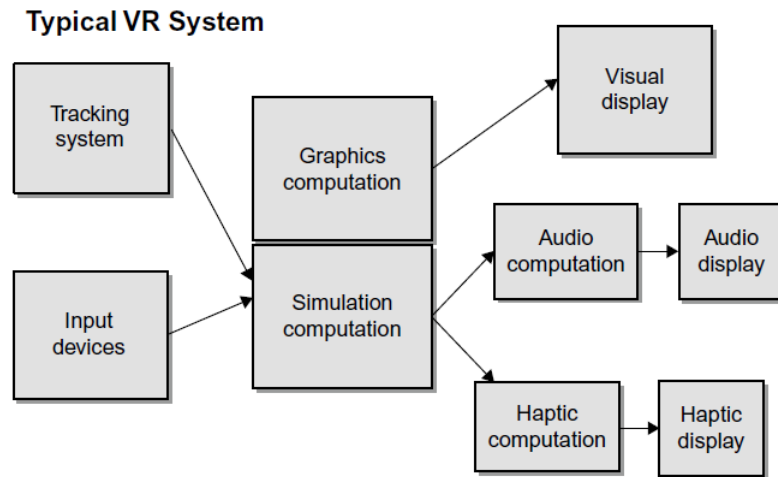 Typical VR System
Tracking
system
Graphics
computation
Visual
display
Input
devices
Simulation
computation
Audio
computation
Audio
display
Haptic
computation
Haptic
display